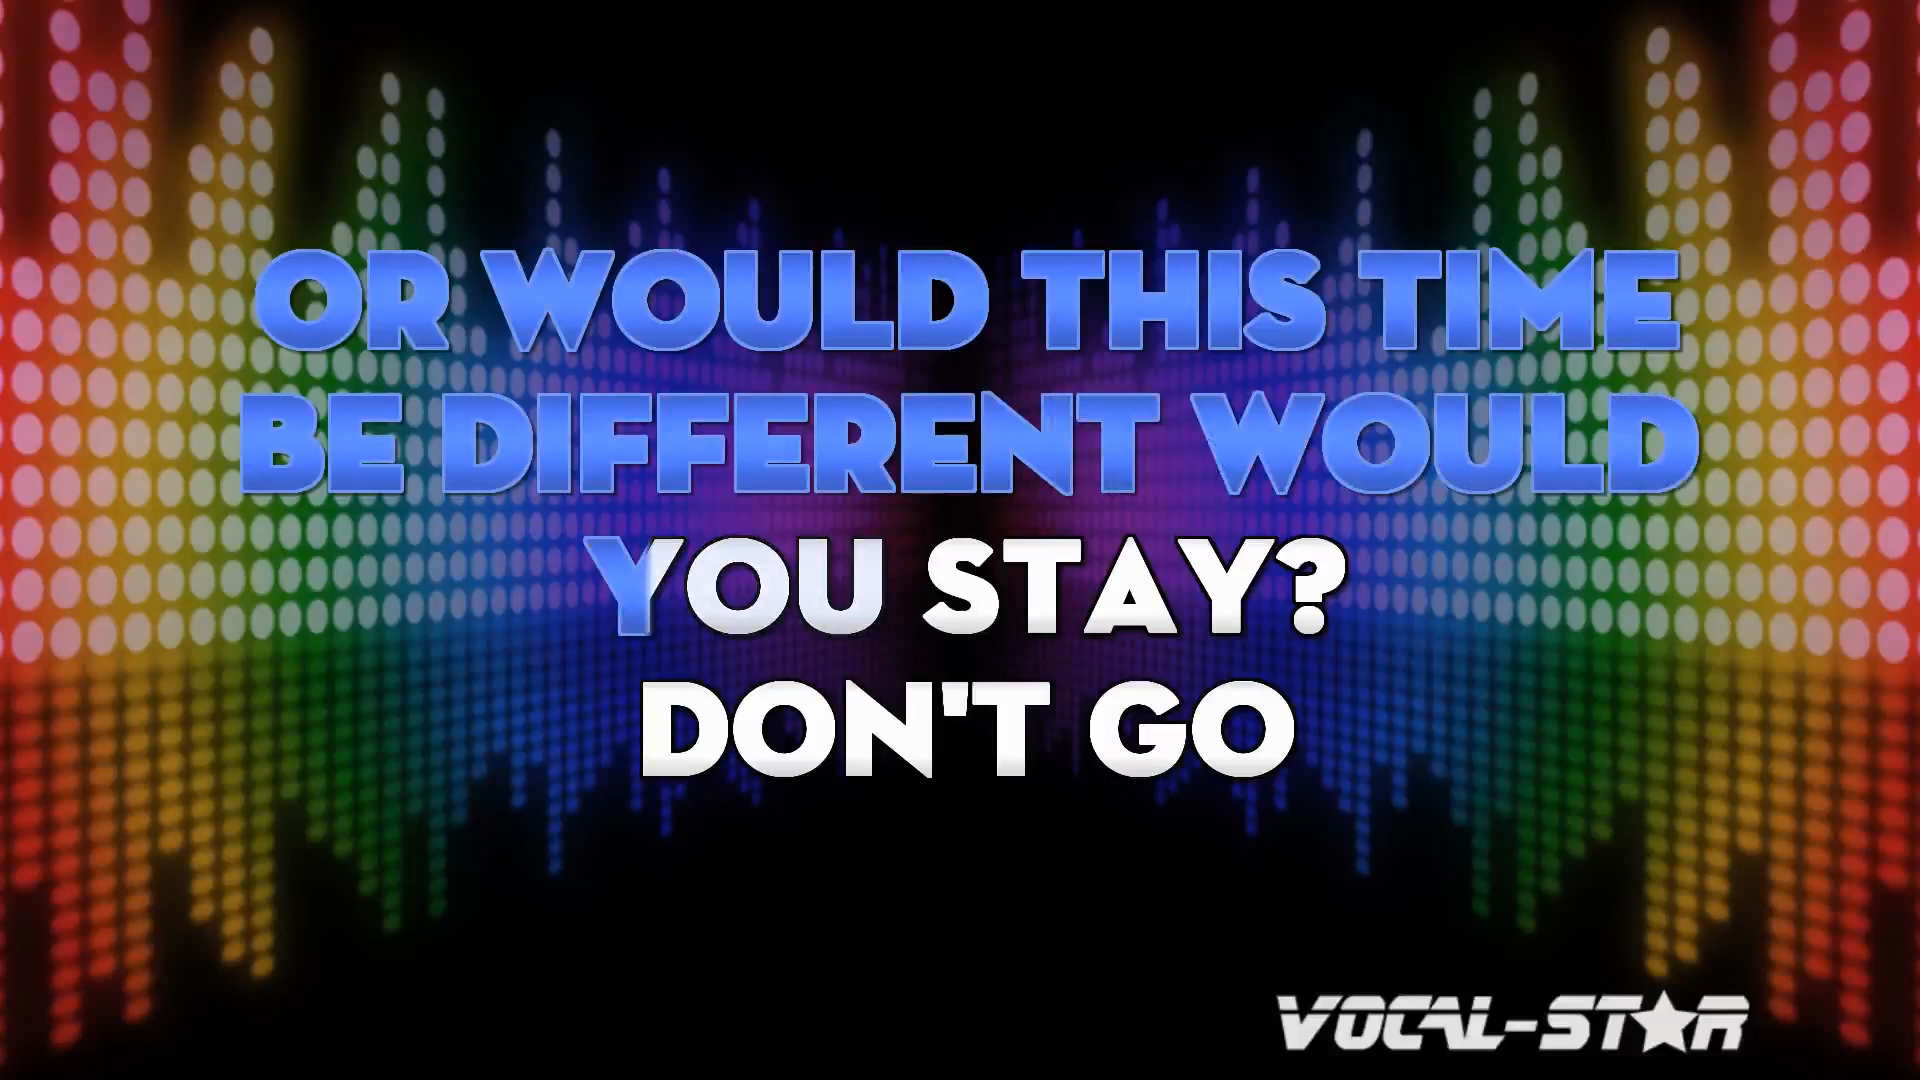 OR WOULD THIS TIME
BE DIFFERENT WOULD
YOU STAY?
DON'T GO
VOCAL-STAR